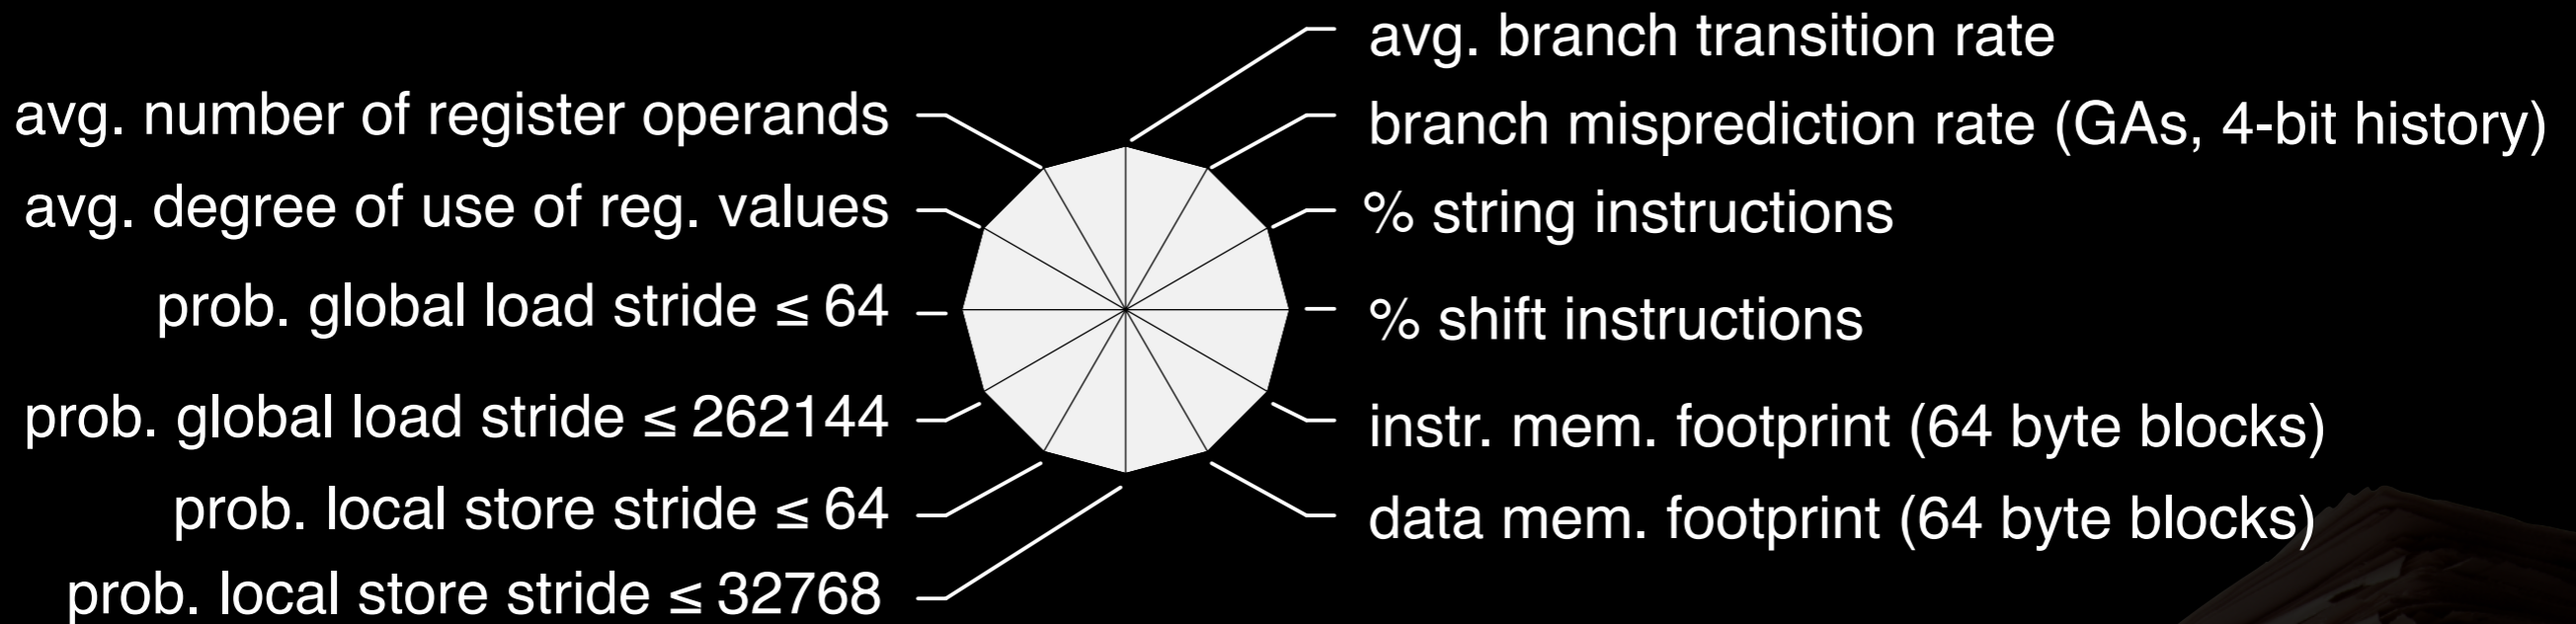 avg. number of register operands
avg. degree of use of reg. values
prob. global load stride ≤ 64
prob. global load stride ≤ 262144
prob. local store stride ≤ 64
prob. local store stride ≤ 32768
avg. branch transition rate
branch misprediction rate (GAs, 4-bit history)
% string instructions
% shift instructions
instr. mem. footprint (64 byte blocks)
data mem. footprint (64 byte blocks)